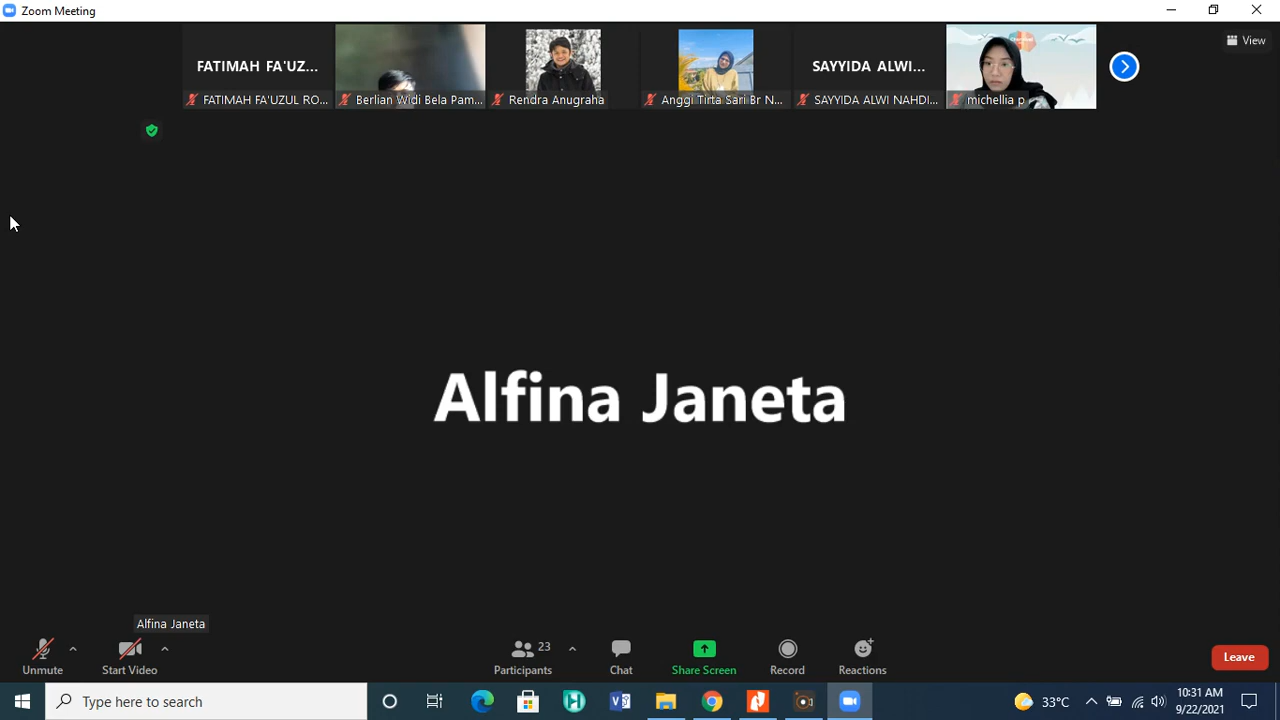 Zoom Meeting
FATIMAH FA'UZ...
SAYYIDA ALWI...
View
FATIMAH FA'UZUL RO...
Berlian Widi Bela Pam...
Rendra Anugraha
Anggi Tirta Sari Br N...
SAYYIDA ALWI NAHDI...
michellia p
Alfina Janeta
Alfina Janeta
23
Unmute
Start Video
Participants
Chat
Share Screen
Record
Reactions
Leave
Type here to search
33°C
10:31 AM
9/22/2021